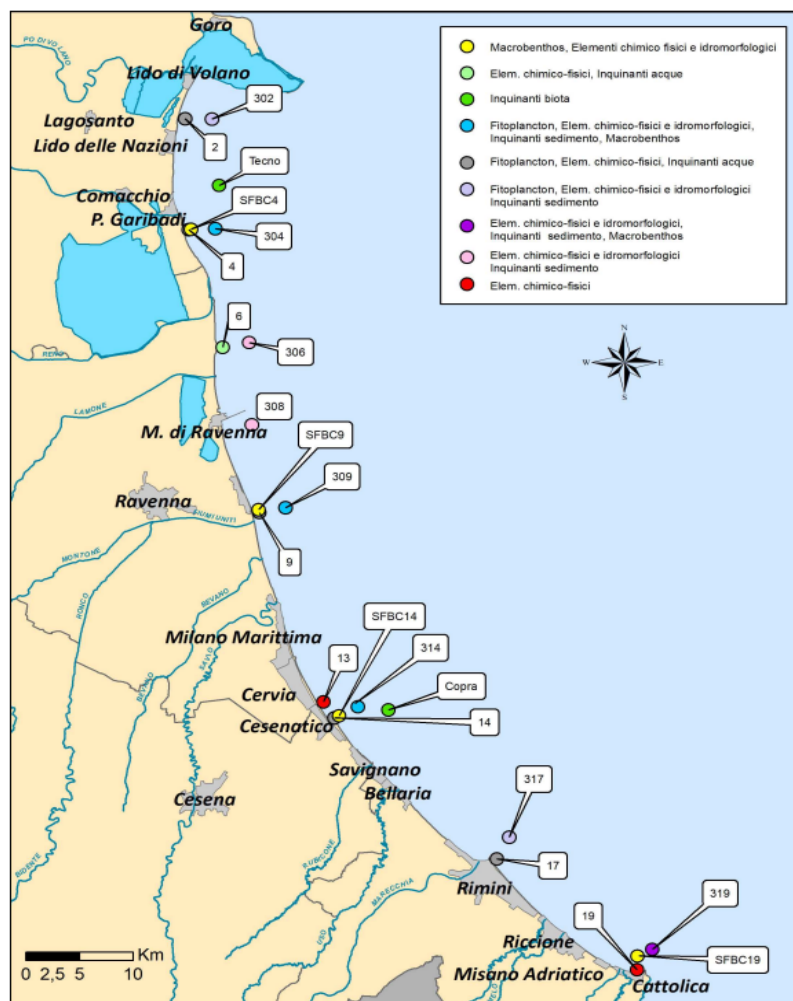 Goro
PO DI VOLANO
Lido di Volano
302
Lagosanto
2
Lido delle Nazioni
Tecno
Comacchio
SFBC4
P. Garibadi
304
4
6
RENO
306
LAMONE
308
M. di Ravenna
SFBC9
309
Ravenna
FIUMI UNITI
MONTONE
9
RONCO
BEVANO
SFBC14
Milano Marittima
SAVIO
314
13
BEVANO
Copra
Cervia
14
Cesenatico
Savignano
317
Bellaria
Cesena
RUBICONE
17
BIDENTE
MARECCHIA
Rimini
319
USO
19
Riccione
SFBC19
Misano Adriatico
Cattolica
Km
0 2,5 5 10
Macrobenthos, Elementi chimico fisici e idromorfologici
Elem. chimico-fisici, Inquinanti acque
Inquinanti biota
Fitoplancton, Elem. chimico-fisici e idromorfologici,
Inquinanti sedimento, Macrobenthos
Fitoplancton, Elem. chimico-fisici, Inquinanti acque
Fitoplancton, Elem. chimico-fisici e idromorfologici
Inquinanti sedimento
Elem. chimico-fisici e idromorfologici,
Inquinanti sedimento, Macrobenthos
Elem. chimico-fisici e idromorfologici
Inquinanti sedimento
Elem. chimico-fisici
N
W
E
S